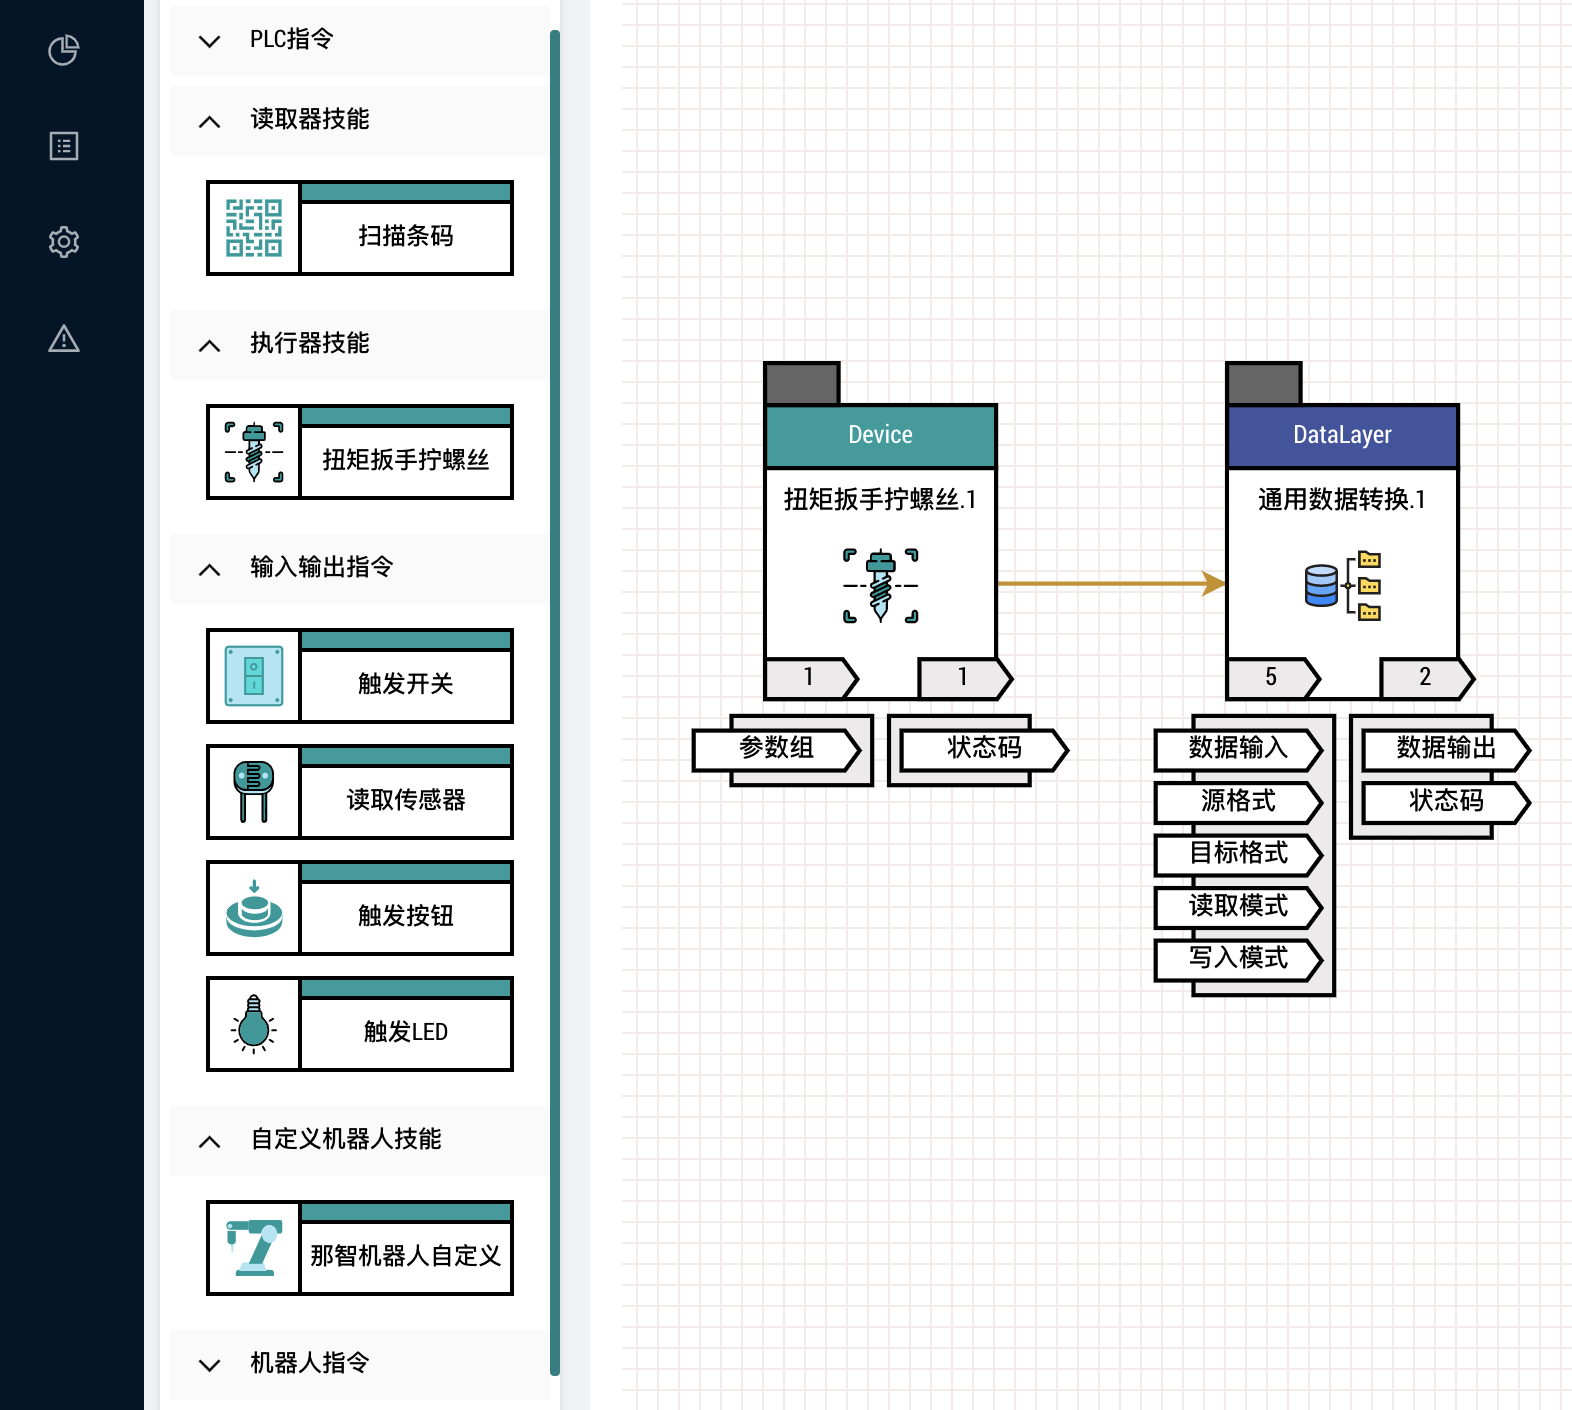 PLC指令
读取器技能
扫描条码
执行器技能
扭矩扳手拧螺丝
输入输出指令
触发开关
读取传感器
触发按钮
触发LED
自定义机器人技能
那智机器人自定义
机器人指令
Device
扭矩扳手拧螺丝.1
1
1
参数组
状态码
DataLayer
通用数据转换.1
5
2
数据输入
源格式
目标格式
读取模式
写入模式
数据输出
状态码